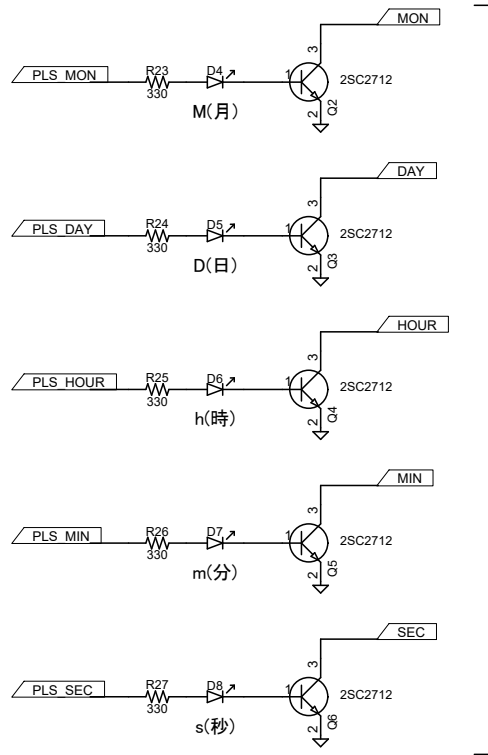 MON
3
PLS_MON R23 D4 1 2SC2712
330 2 Q2
M(月)
DAY
3
PLS_DAY R24 D5 1 2SC2712
330 2 Q3
D(日)
HOUR
3
PLS_HOUR R25 D6 1 2SC2712
330 2 Q4
h(時)
MIN
3
PLS_MIN R26 D7 1 2SC2712
330 2 Q5
m(分)
SEC
3
PLS_SEC R27 D8 1 2SC2712
330 2 Q6
s(秒)